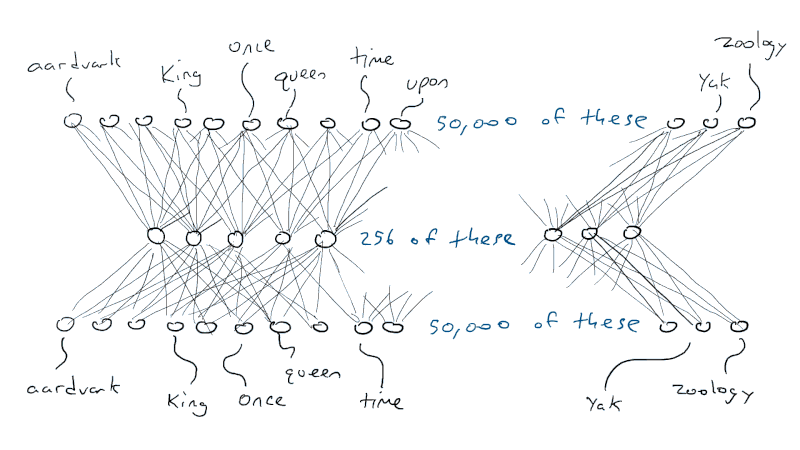 aardvark King once queen time upon Yak zoology
50,000 of these
256 of these
50,000 of these
aardvark King once queen time Yak zoology